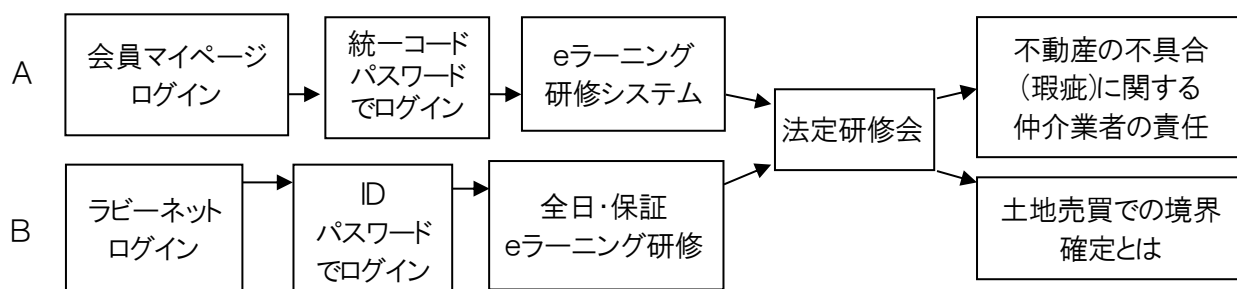 A
会員マイページ
ログイン
統一コード
パスワード
でログイン
eラーニング
研修システム
法定研修会
不動産の不具合
（瑕疵）に関する
仲介業者の責任
B
ラビーネット
ログイン
ID
パスワード
でログイン
全日・保証
eラーニング研修
土地売買での境界
確定とは